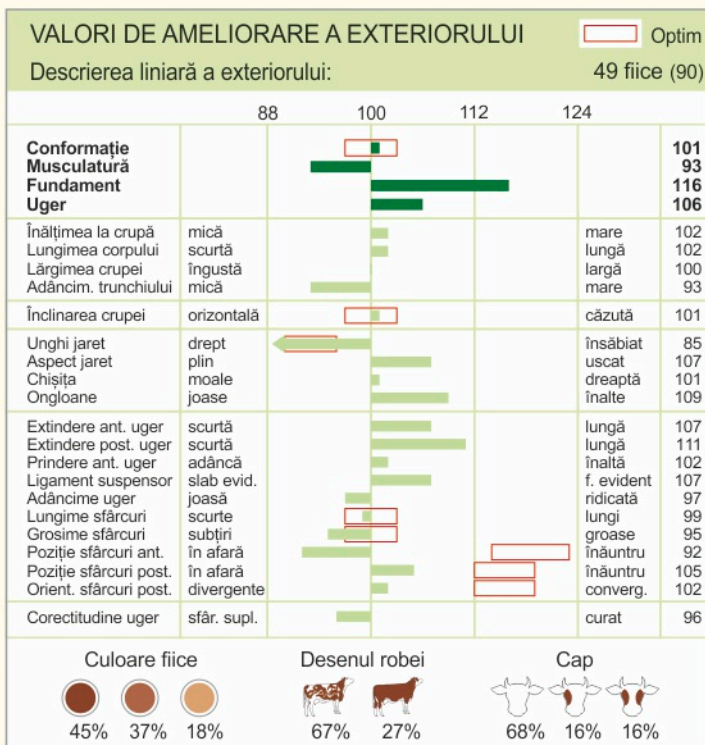 VALORI DE AMELIORARE A EXTERIORULUI Optim
Descrierea liniară a exteriorului: 49 fiice (90)
88 100 112 124
Conformație 101
Musculatură 93
Fundament 116
Uger 106
Înălțimea la crupă mică mare 102
Lungimea corpului scurtă lungă 102
Lărgimea crupei îngustă largă 100
Adâncim. trunchiului mică mare 93
Înclinarea crupei orizontală căzută 101
Unghi jaret drept însăbiat 85
Aspect jaret plin uscat 107
Chișița moale dreaptă 101
Ongloane joase înalte 109
Extindere ant. uger scurtă lungă 107
Extindere post. uger scurtă lungă 111
Prindere ant. uger adâncă înaltă 102
Ligament suspensor slab evid. f. evident 107
Adâncime uger joasă ridicată 97
Lungime sfârcuri scurte lungi 99
Grosime sfârcuri subțiri groase 95
Poziție sfârcuri ant. în afară înăuntru 92
Poziție sfârcuri post. în afară înăuntru 105
Orient. sfârcuri post. divergente converg. 102
Corectitudine uger sfâr. supl. curat 96
Culoare fiice Desenul robei Cap
45% 37% 18% 67% 27% 68% 16% 16%